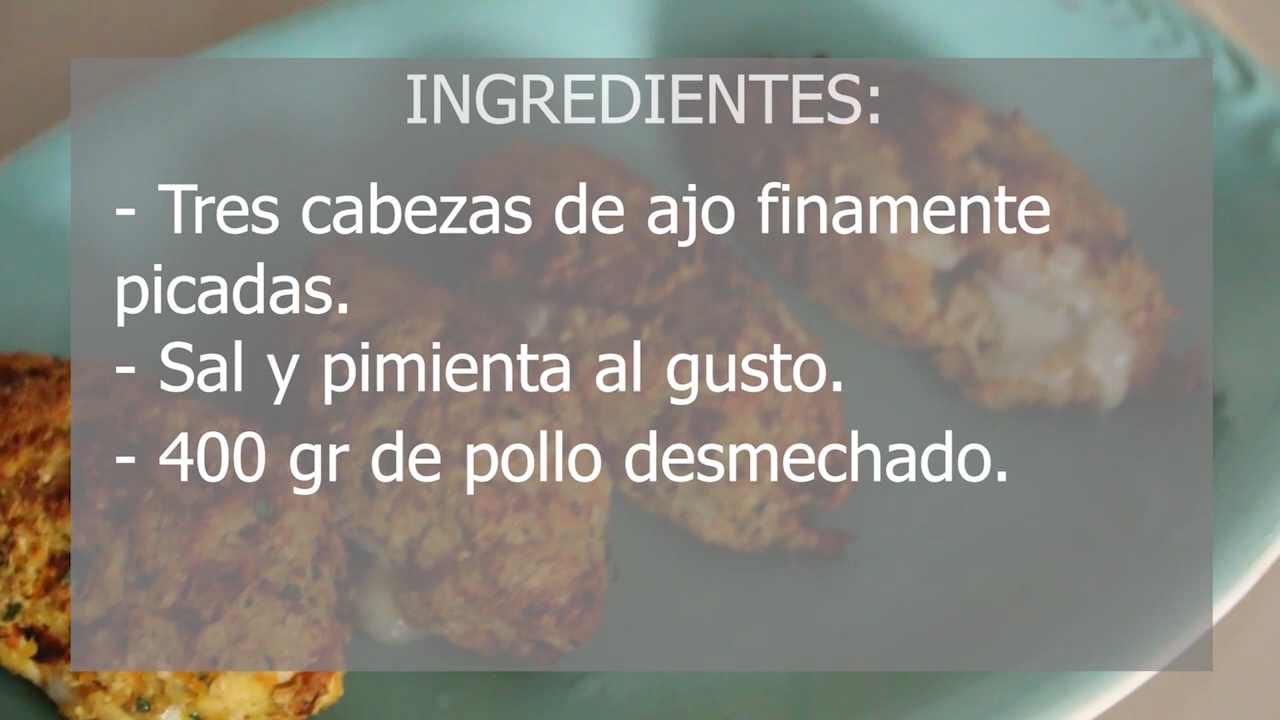 INGREDIENTES:
- Tres cabezas de ajo finamente
picadas.
- Sal y pimienta al gusto.
- 400 gr de pollo desmechado.